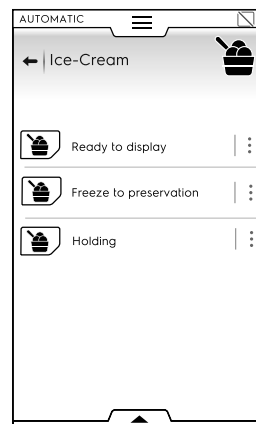 AUTOMATIC
Ice-Cream
Ready to display
Freeze to preservation
Holding